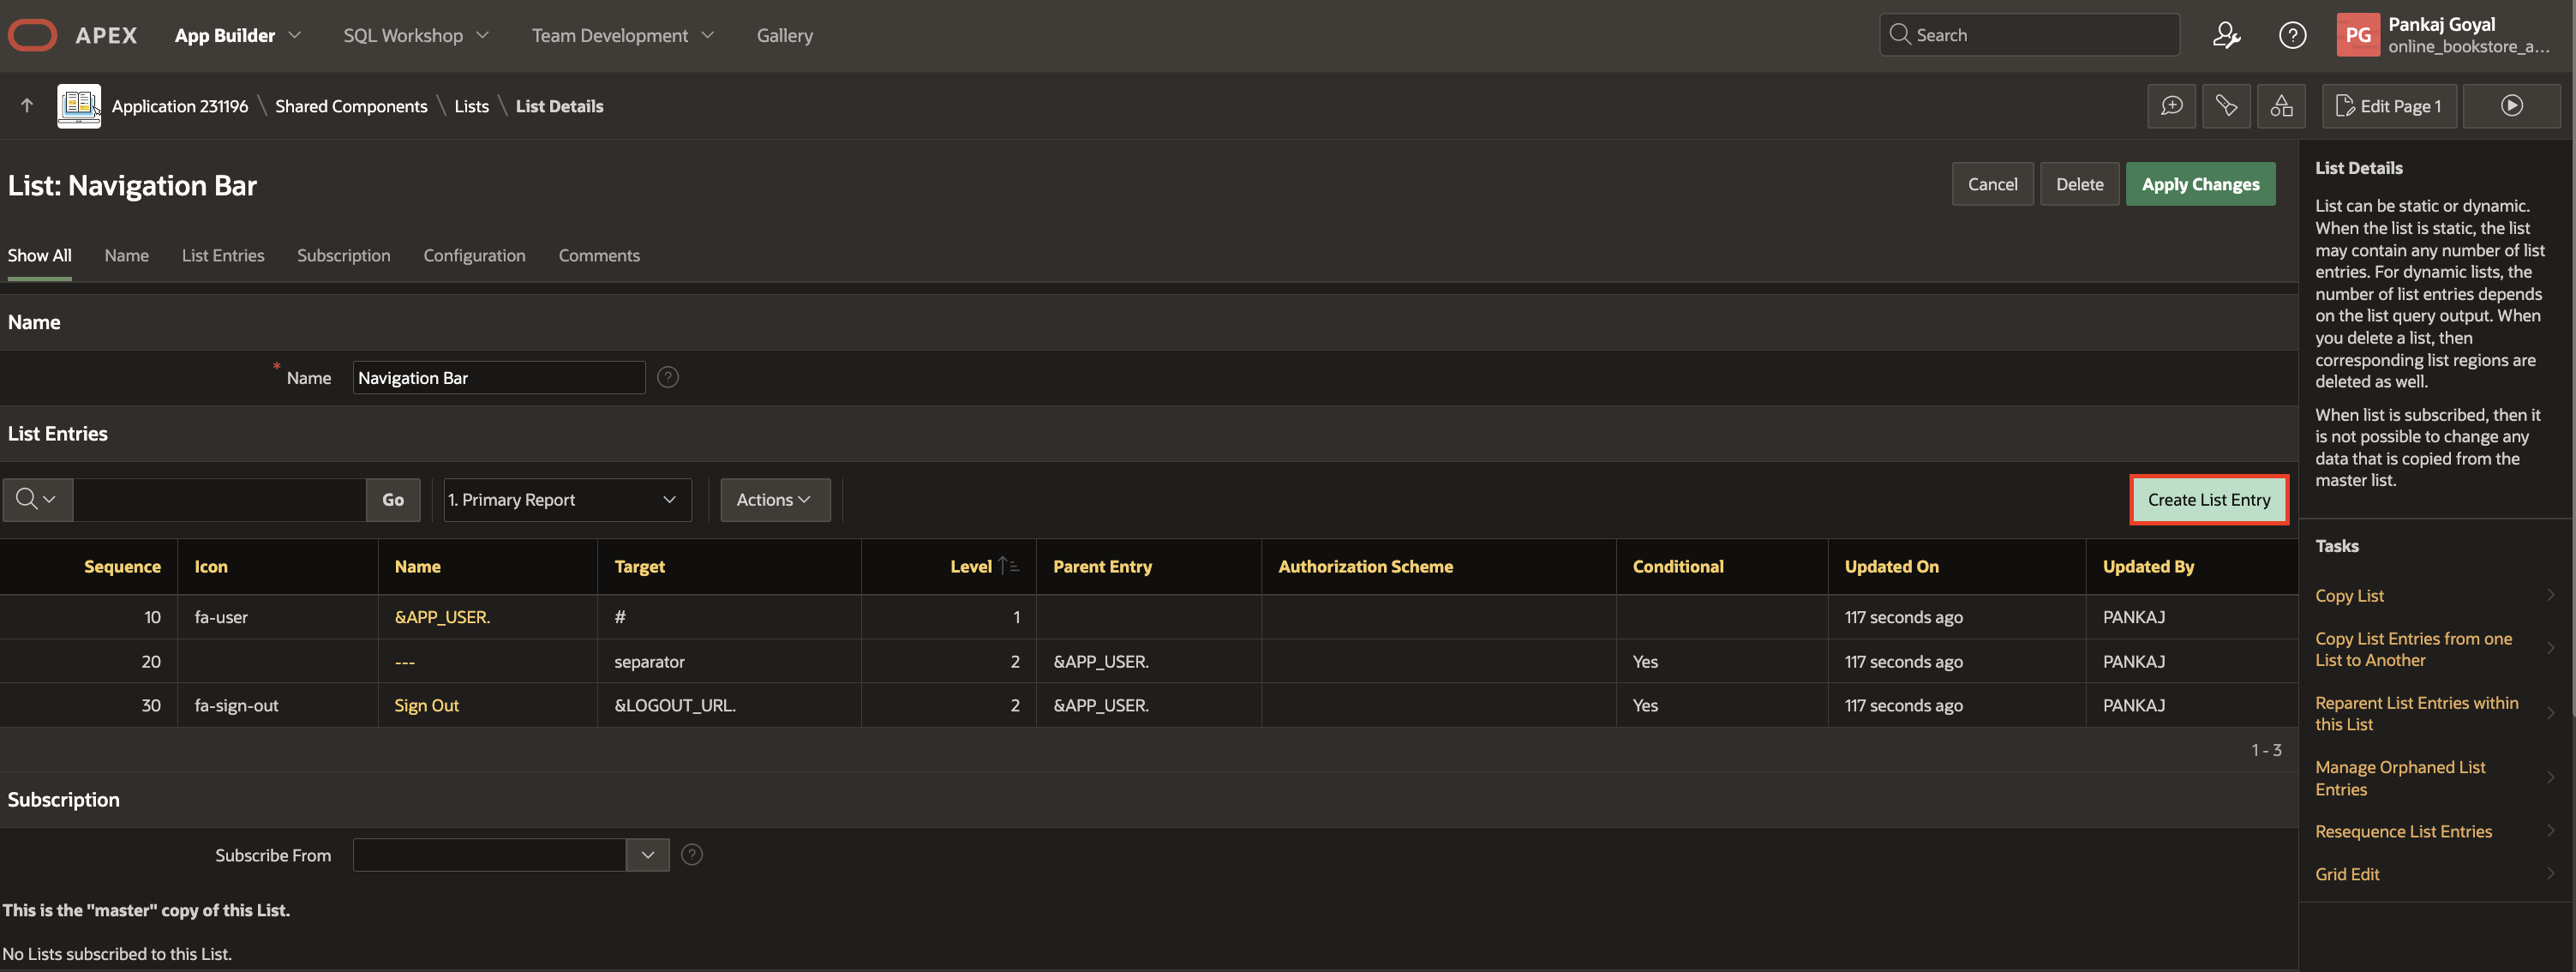 APEX App Builder SQL Workshop Team Development Gallery Search PG Pankaj Goyal
online_bookstore_a...
Application 231196 \ Shared Components \ Lists \ List Details Edit Page 1
List: Navigation Bar
Cancel Delete Apply Changes
Show All Name List Entries Subscription Configuration Comments
Name
* Name Navigation Bar ?
List Entries
Go 1. Primary Report Actions Create List Entry
Sequence Icon Name Target Level Parent Entry Authorization Scheme Conditional Updated On Updated By
10 fa-user &APP_USER. # 1 117 seconds ago PANKAJ
20 --- separator 2 &APP_USER. Yes 117 seconds ago PANKAJ
30 fa-sign-out Sign Out &LOGOUT_URL. 2 &APP_USER. Yes 117 seconds ago PANKAJ
1 - 3
Subscription
Subscribe From ?
This is the "master" copy of this List.
No Lists subscribed to this List.
List Details
List can be static or dynamic.
When the list is static, the list
may contain any number of list
entries. For dynamic lists, the
number of list entries depends
on the list query output. When
you delete a list, then
corresponding list regions are
deleted as well.
When list is subscribed, then it
is not possible to change any
data that is copied from the
master list.
Tasks
Copy List
Copy List Entries from one
List to Another
Reparent List Entries within
this List
Manage Orphaned List
Entries
Resequence List Entries
Grid Edit